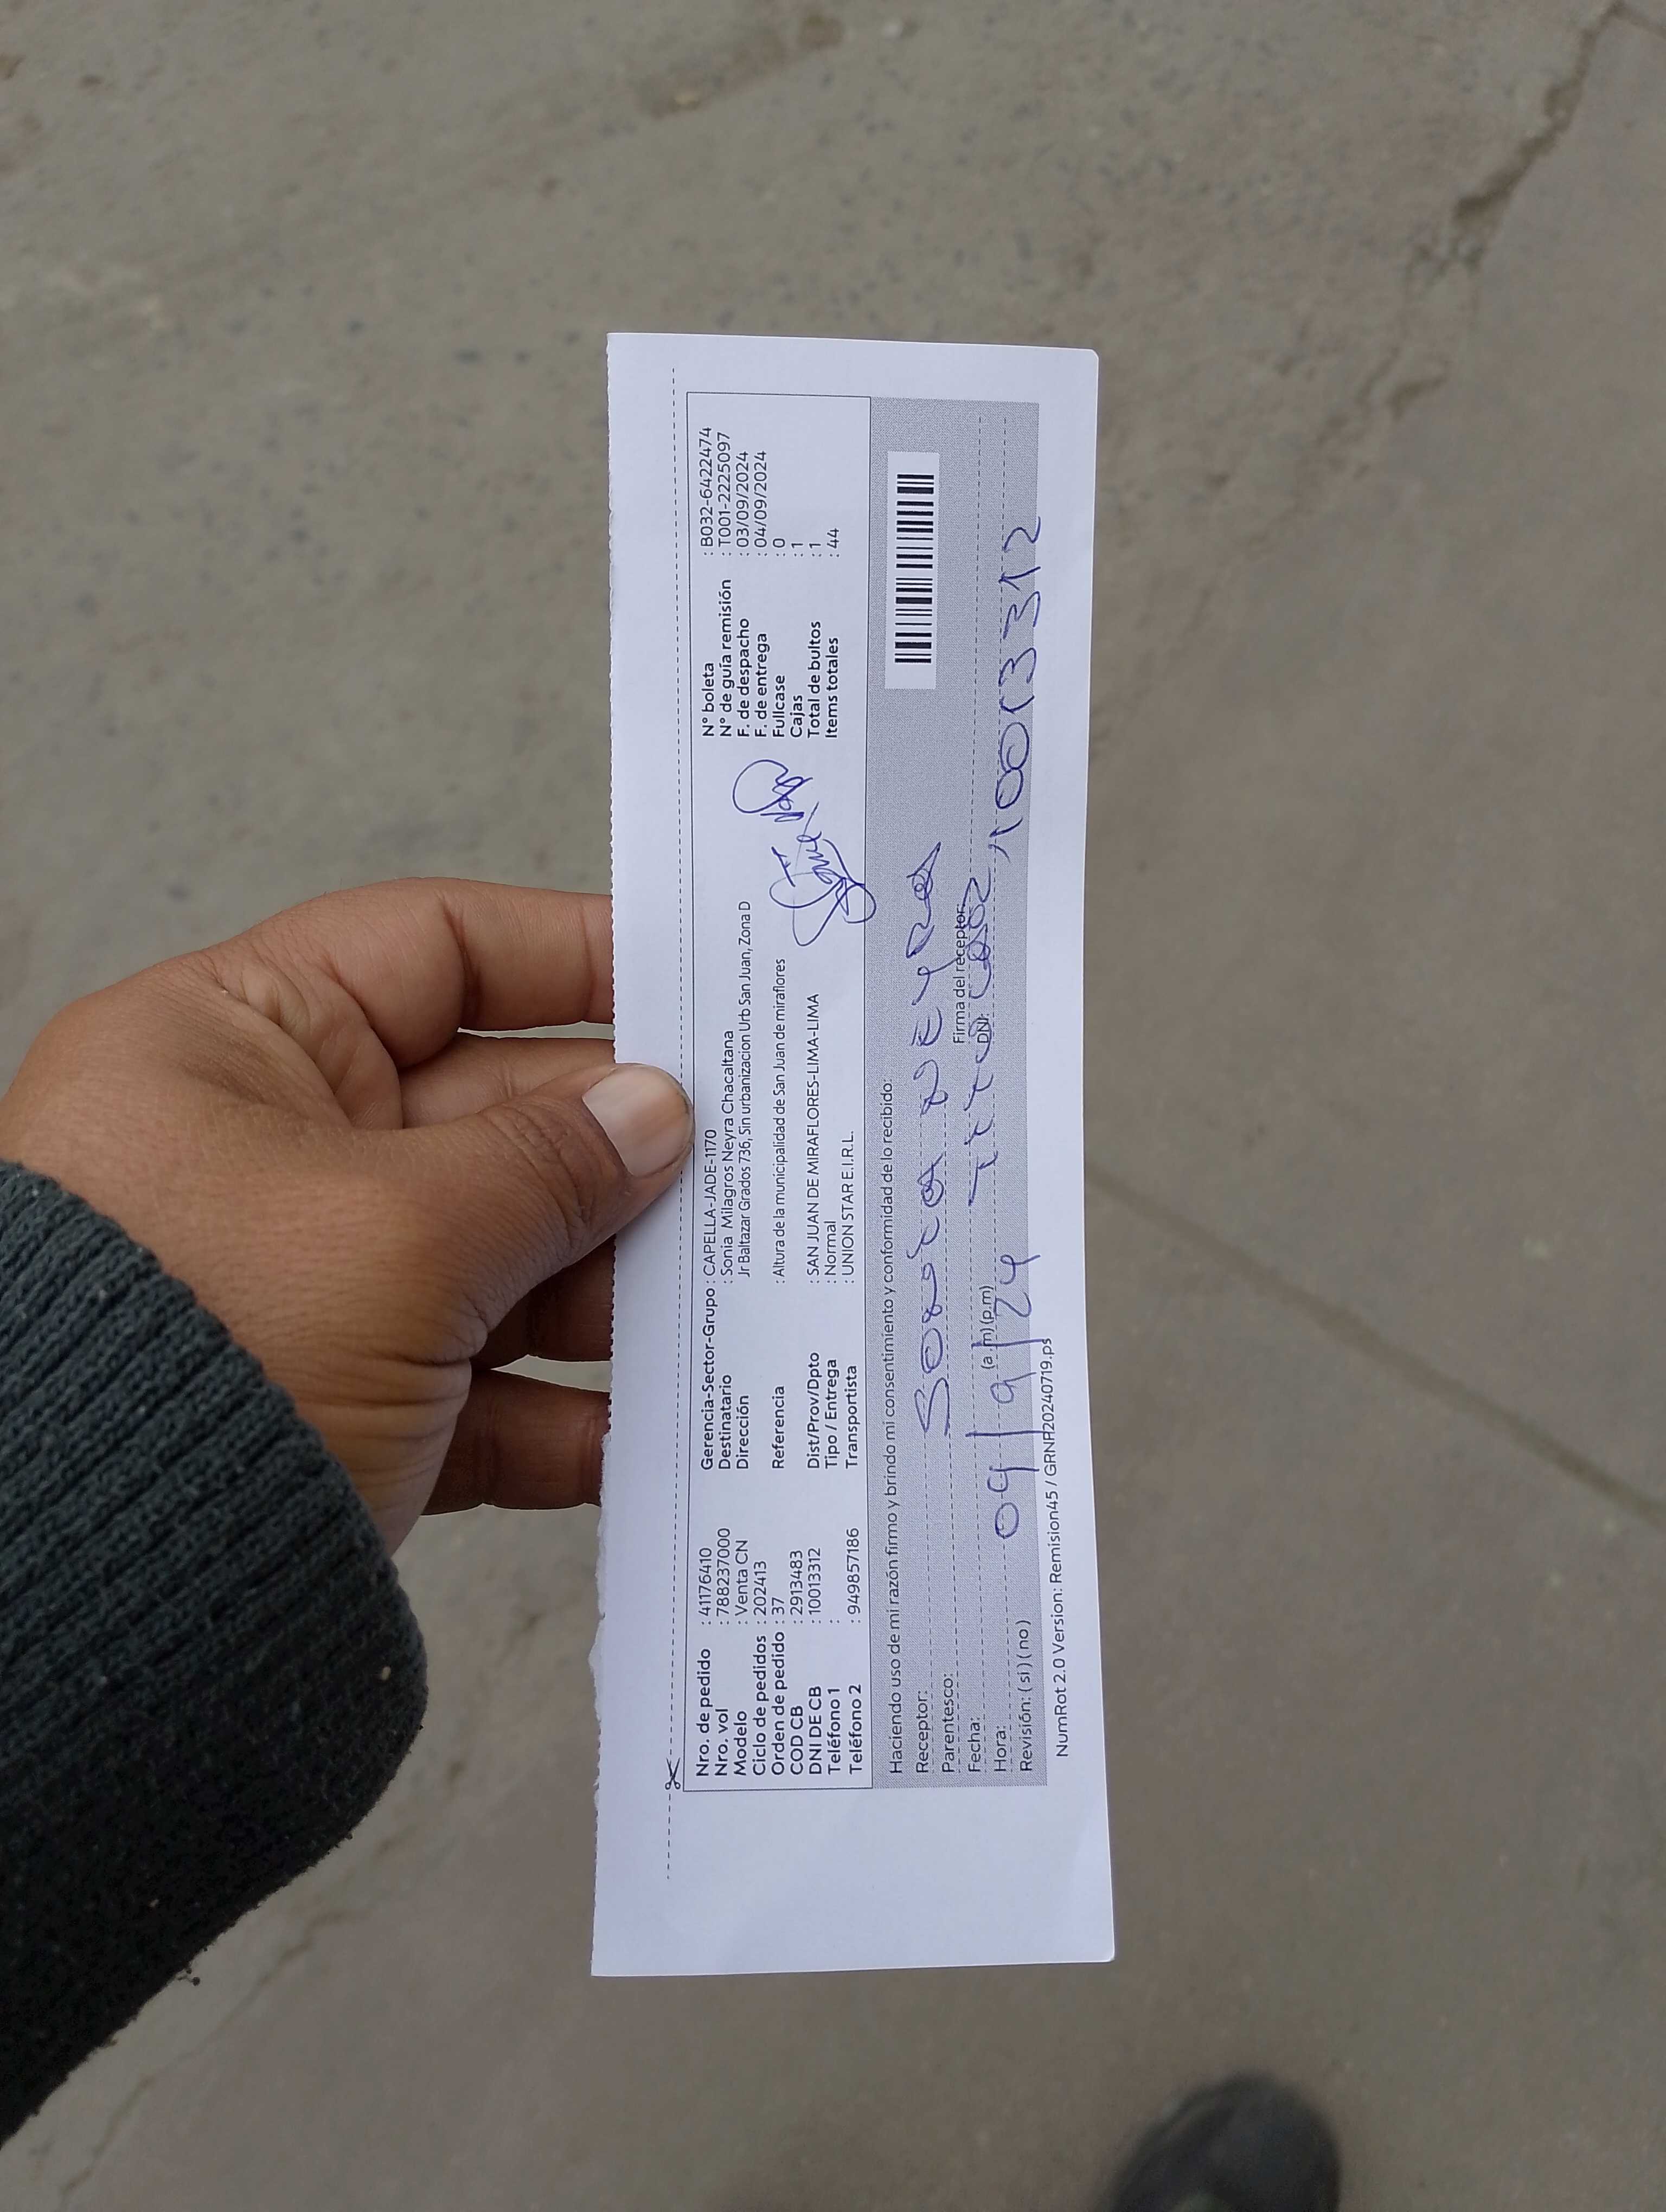 Nro. de pedido : 41176410
Nro. vol : 788237000
Modelo : Venta CN
Ciclo de pedidos : 202413
Orden de pedido : 37
COD CB : 2913483
DNI DE CB : 10013312
Teléfono 1 :
Teléfono 2 : 949857186
Gerencia-Sector-Grupo : CAPELLA-JADE-1170
Destinatario : Sonia Milagros Neyra Chacaltana
Dirección Jr Baltazar Grados 736, Sin urbanizacion Urb San Juan, Zona D
Referencia : Altura de la municipalidad de San Juan de miraflores
Dist/Prov/Dpto : SAN JUAN DE MIRAFLORES-LIMA-LIMA
Tipo / Entrega : Normal
Transportista : UNION STAR E.I.R.L.
N° boleta : B032-6422474
N° de guía remisión : T001-2225097
F. de despacho : 03/09/2024
F. de entrega : 04/09/2024
Fullcase : 0
Cajas : 1
Total de bultos : 1
Items totales : 44
Haciendo uso de mi razón firmo y brindo mi consentimiento y conformidad de lo recibido:
Receptor: SONIA NEYRA
Parentesco: Firma del receptor:
Fecha: Titular DNI: 10013312
Hora: 04/9/24 (a.m) (p.m)
Revisión: ( si ) ( no )
NumRot 2.0 Version: Remision45 / GRNP20240719.ps